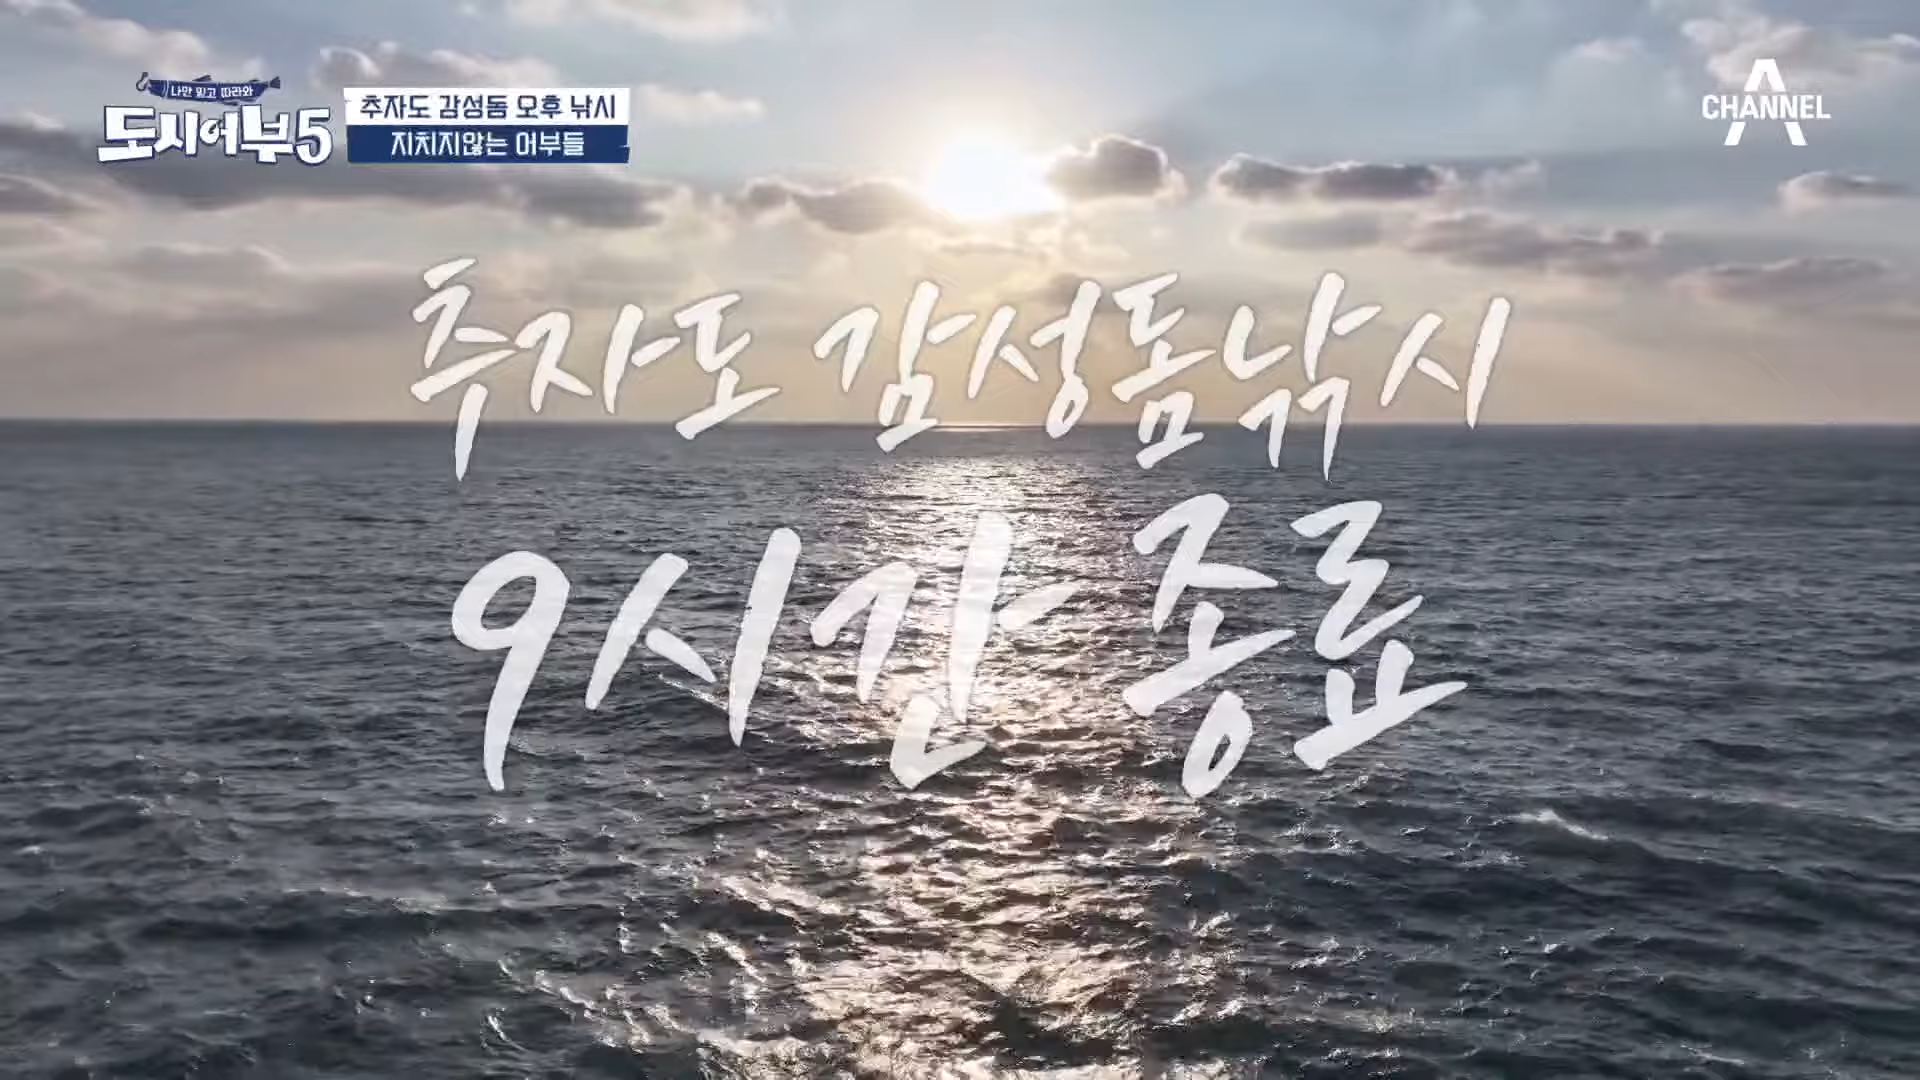 나만 믿고 따라와
도시어부5
추자도 감성돔 오후 낚시
지치지않는 어부들
CHANNEL A
추자도 감성돔낚시
9시간 종료